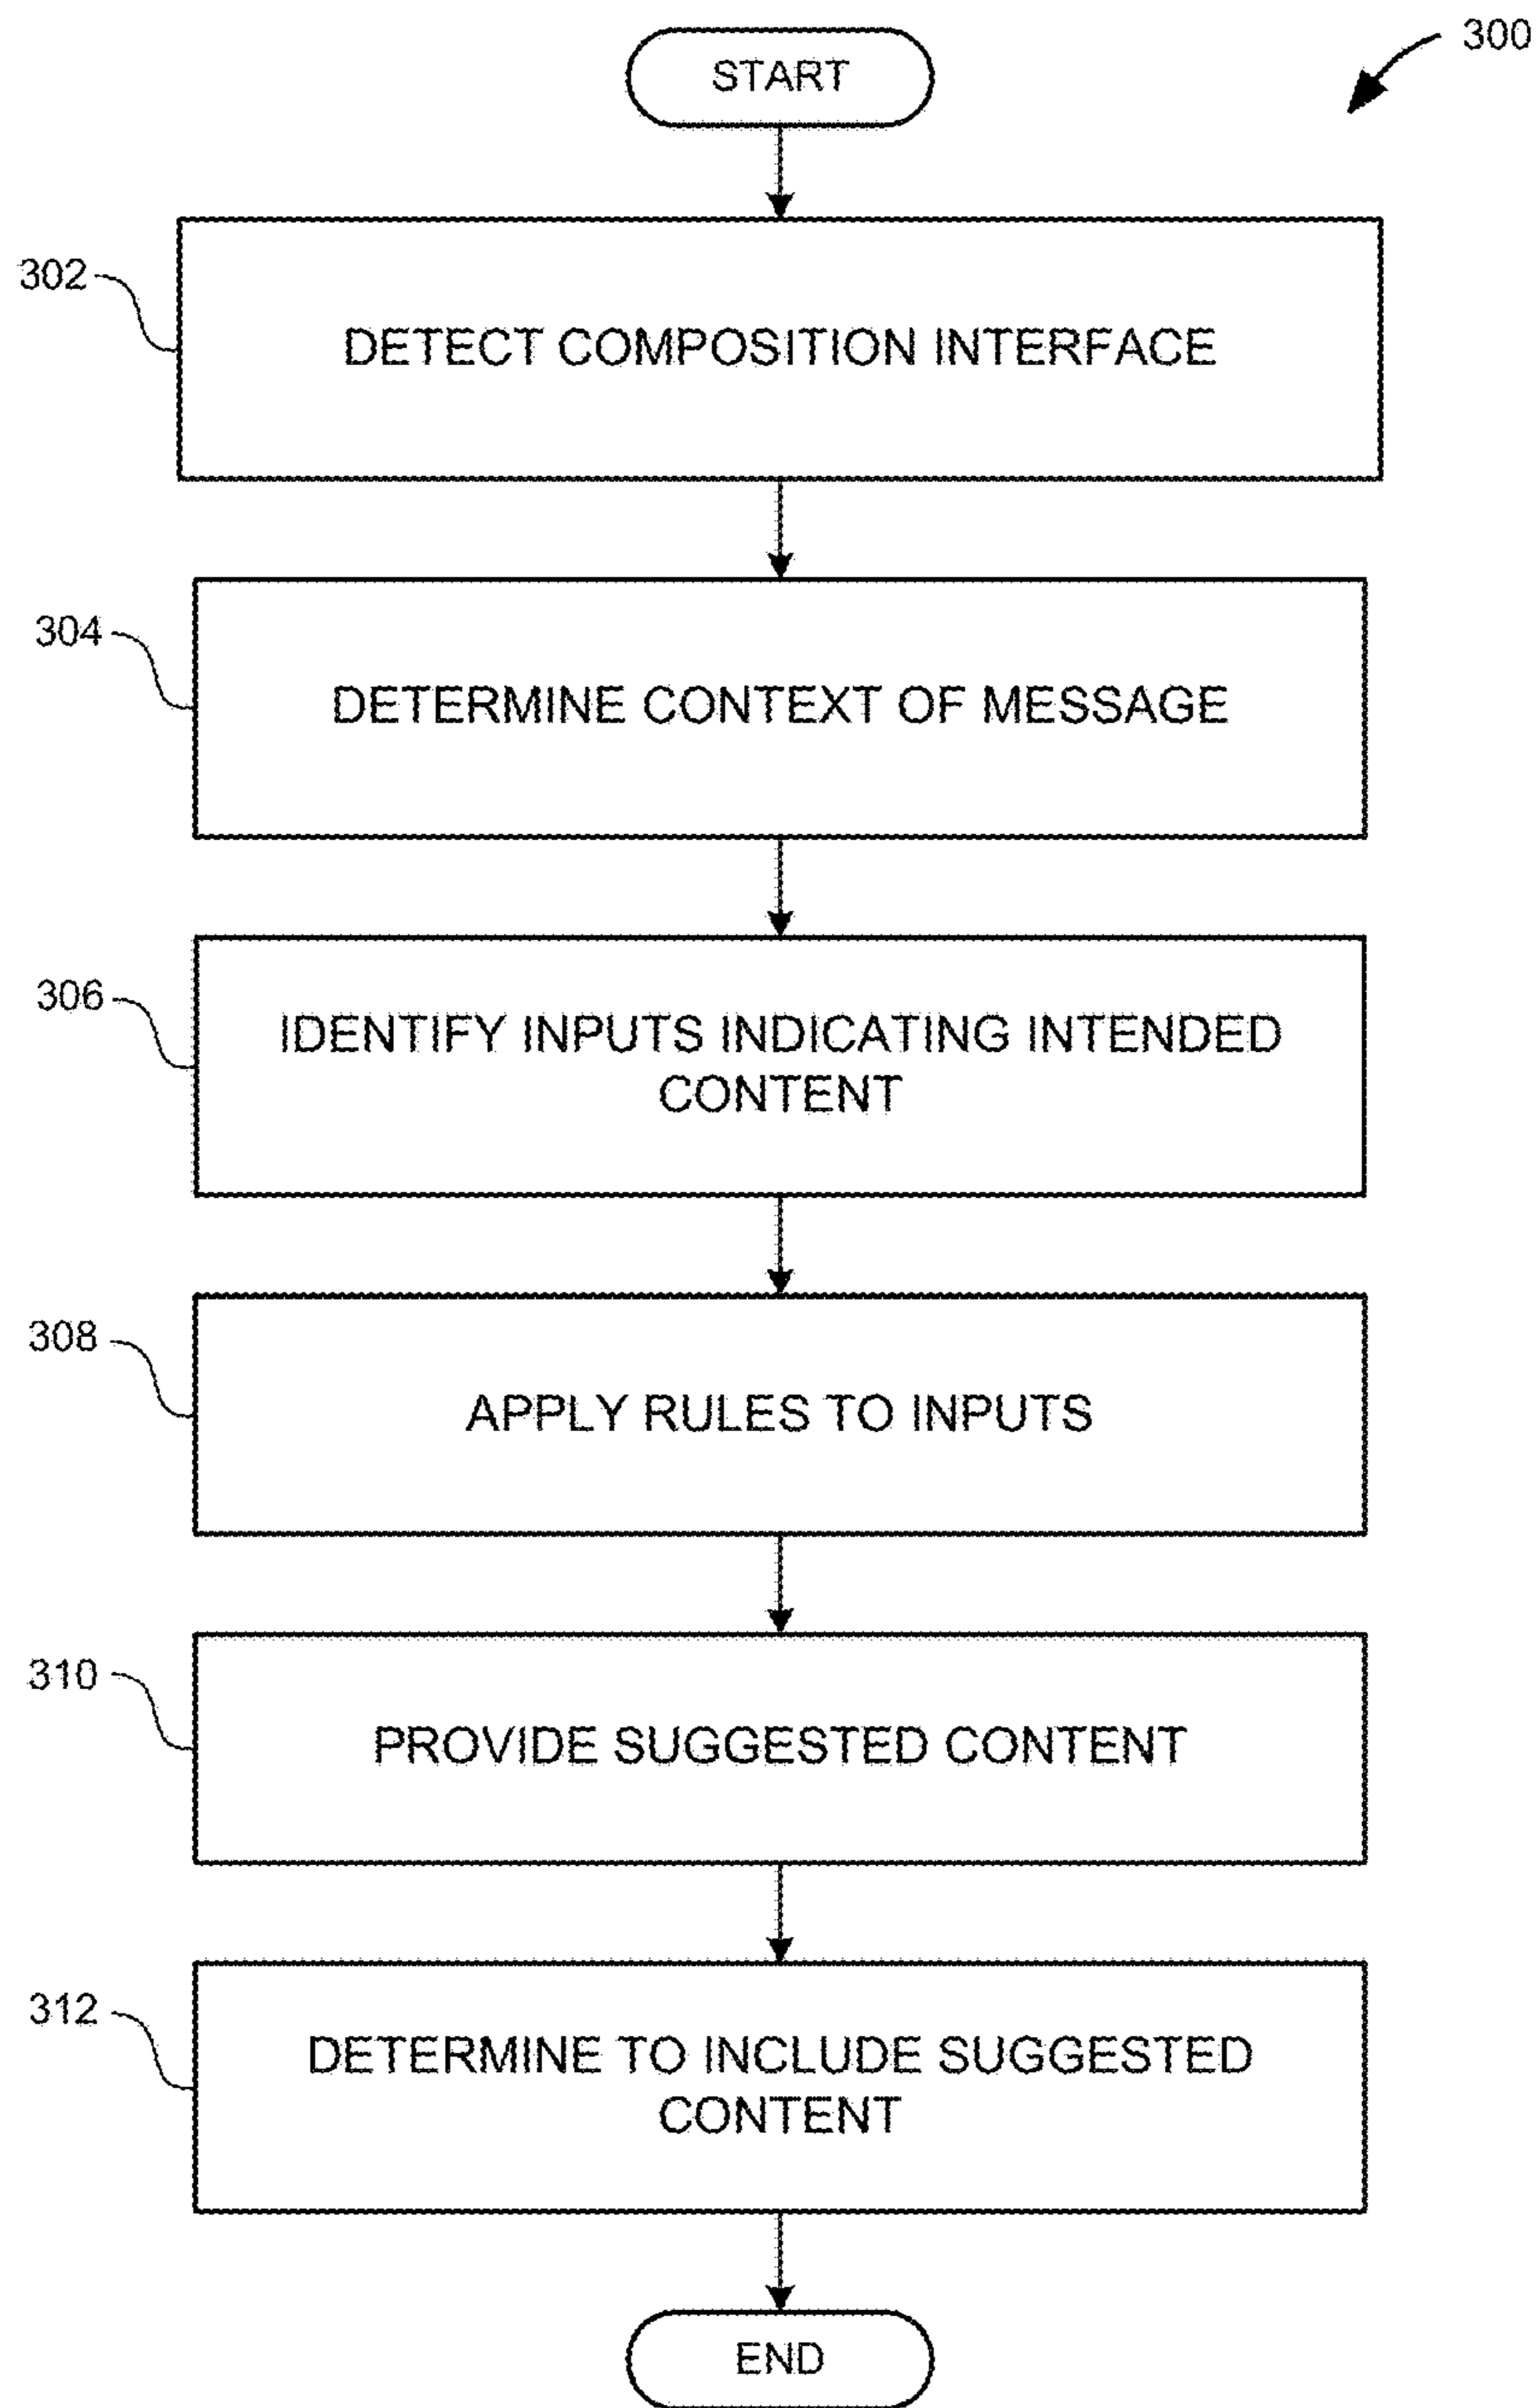 300
START
302
DETECT COMPOSITION INTERFACE
304
DETERMINE CONTEXT OF MESSAGE
306
IDENTIFY INPUTS INDICATING INTENDED
CONTENT
308
APPLY RULES TO INPUTS
310
PROVIDE SUGGESTED CONTENT
312
DETERMINE TO INCLUDE SUGGESTED
CONTENT
END